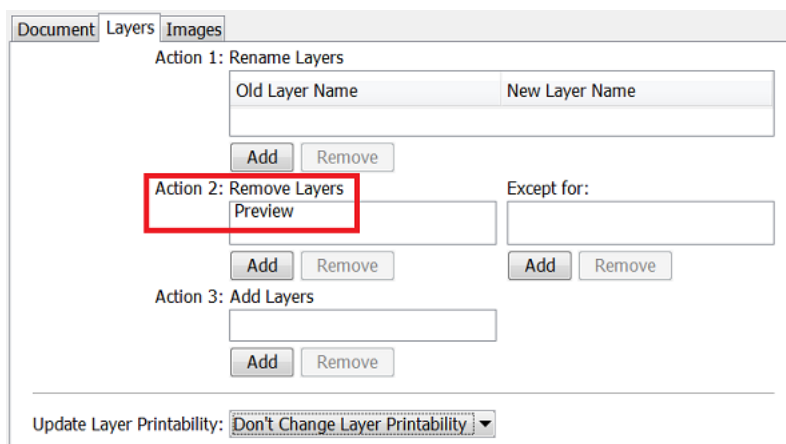 Document Layers Images
Action 1: Rename Layers
Old Layer Name New Layer Name
Add Remove
Action 2: Remove Layers Except for:
Preview
Add Remove Add Remove
Action 3: Add Layers
Add Remove
Update Layer Printability: Don't Change Layer Printability